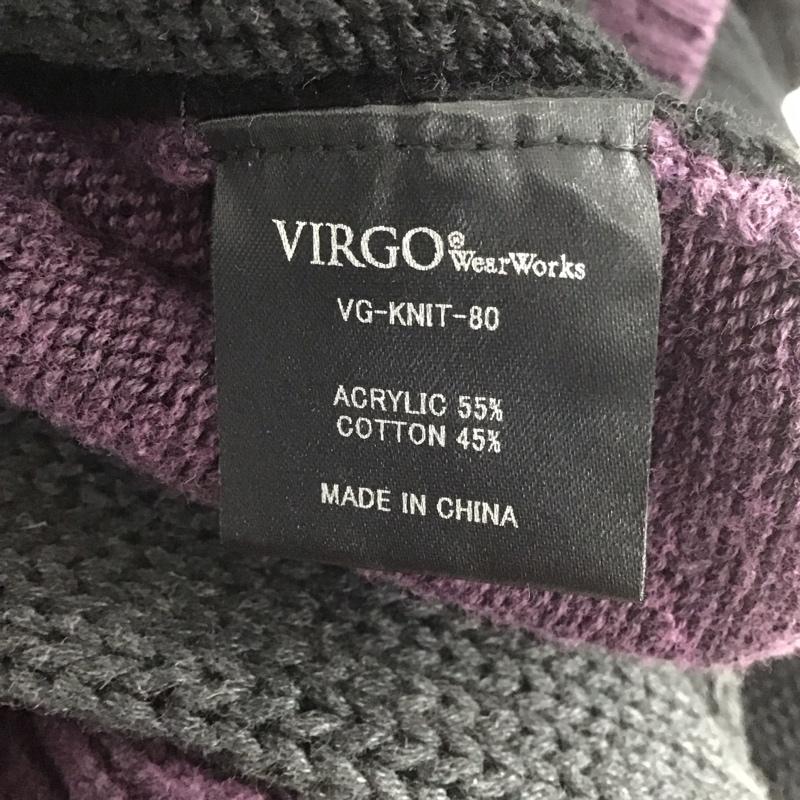 VIRGO® WearWorks
VG-KNIT-80
ACRYLIC 55%
COTTON 45%
MADE IN CHINA